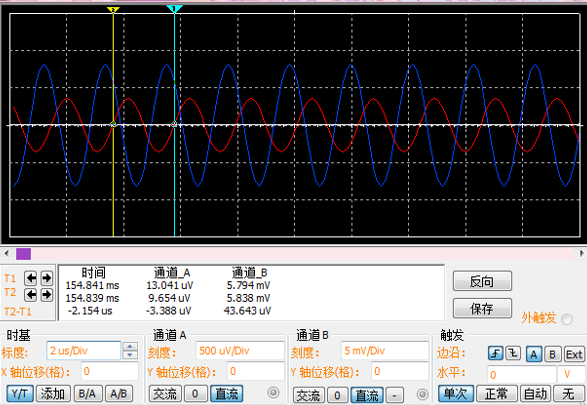 2 1
时间 通道_A 通道_B
T1 154.841 ms 13.041 uV 5.794 mV
T2 154.839 ms 9.654 uV 5.838 mV
T2-T1 -2.154 us -3.388 uV 43.643 uV
反向
保存
外触发
时基
标度: 2 us/Div
X 轴位移(格): 0
Y/T 添加 B/A A/B
通道 A
刻度: 500 uV/Div
Y 轴位移(格): 0
交流 0 直流
通道 B
刻度: 5 mV/Div
Y 轴位移(格): 0
交流 0 直流 -
触发
边沿: A B Ext
水平: 0 V
单次 正常 自动 无